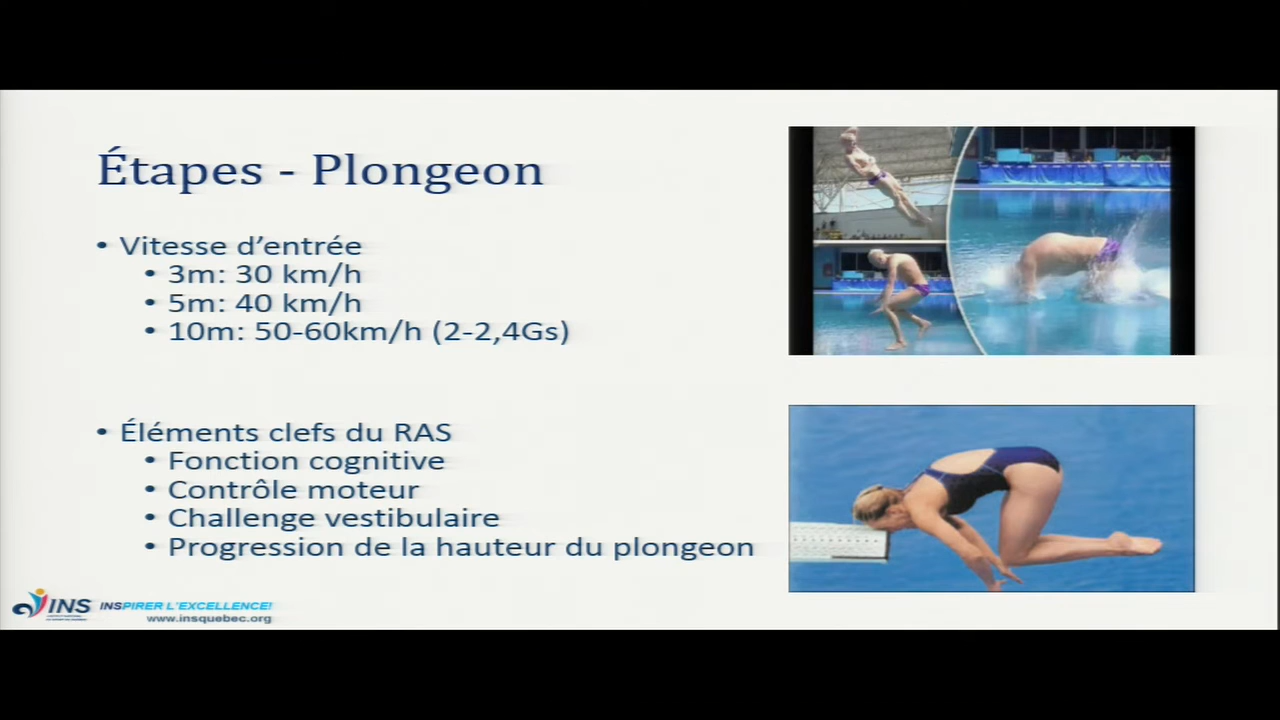 Étapes - Plongeon
• Vitesse d'entrée
• 3m: 30 km/h
• 5m: 40 km/h
• 10m: 50-60km/h (2-2,4Gs)
• Éléments clefs du RAS
• Fonction cognitive
• Contrôle moteur
• Challenge vestibulaire
• Progression de la hauteur du plongeon
INS INSPIRER L'EXCELLENCE!
www.insquebec.org